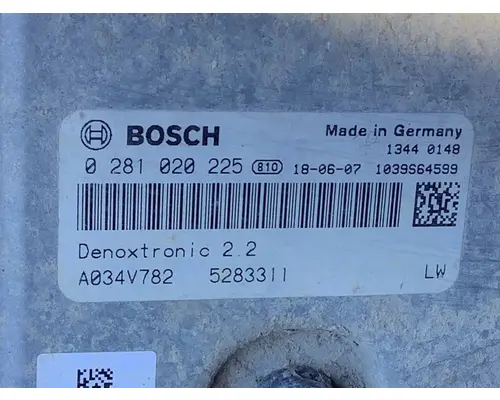 BOSCH
Made in Germany
1344 0148
0 281 020 225 810 18-06-07 1039S64599
Denoxtronic 2.2
A034V782 5283311 LW